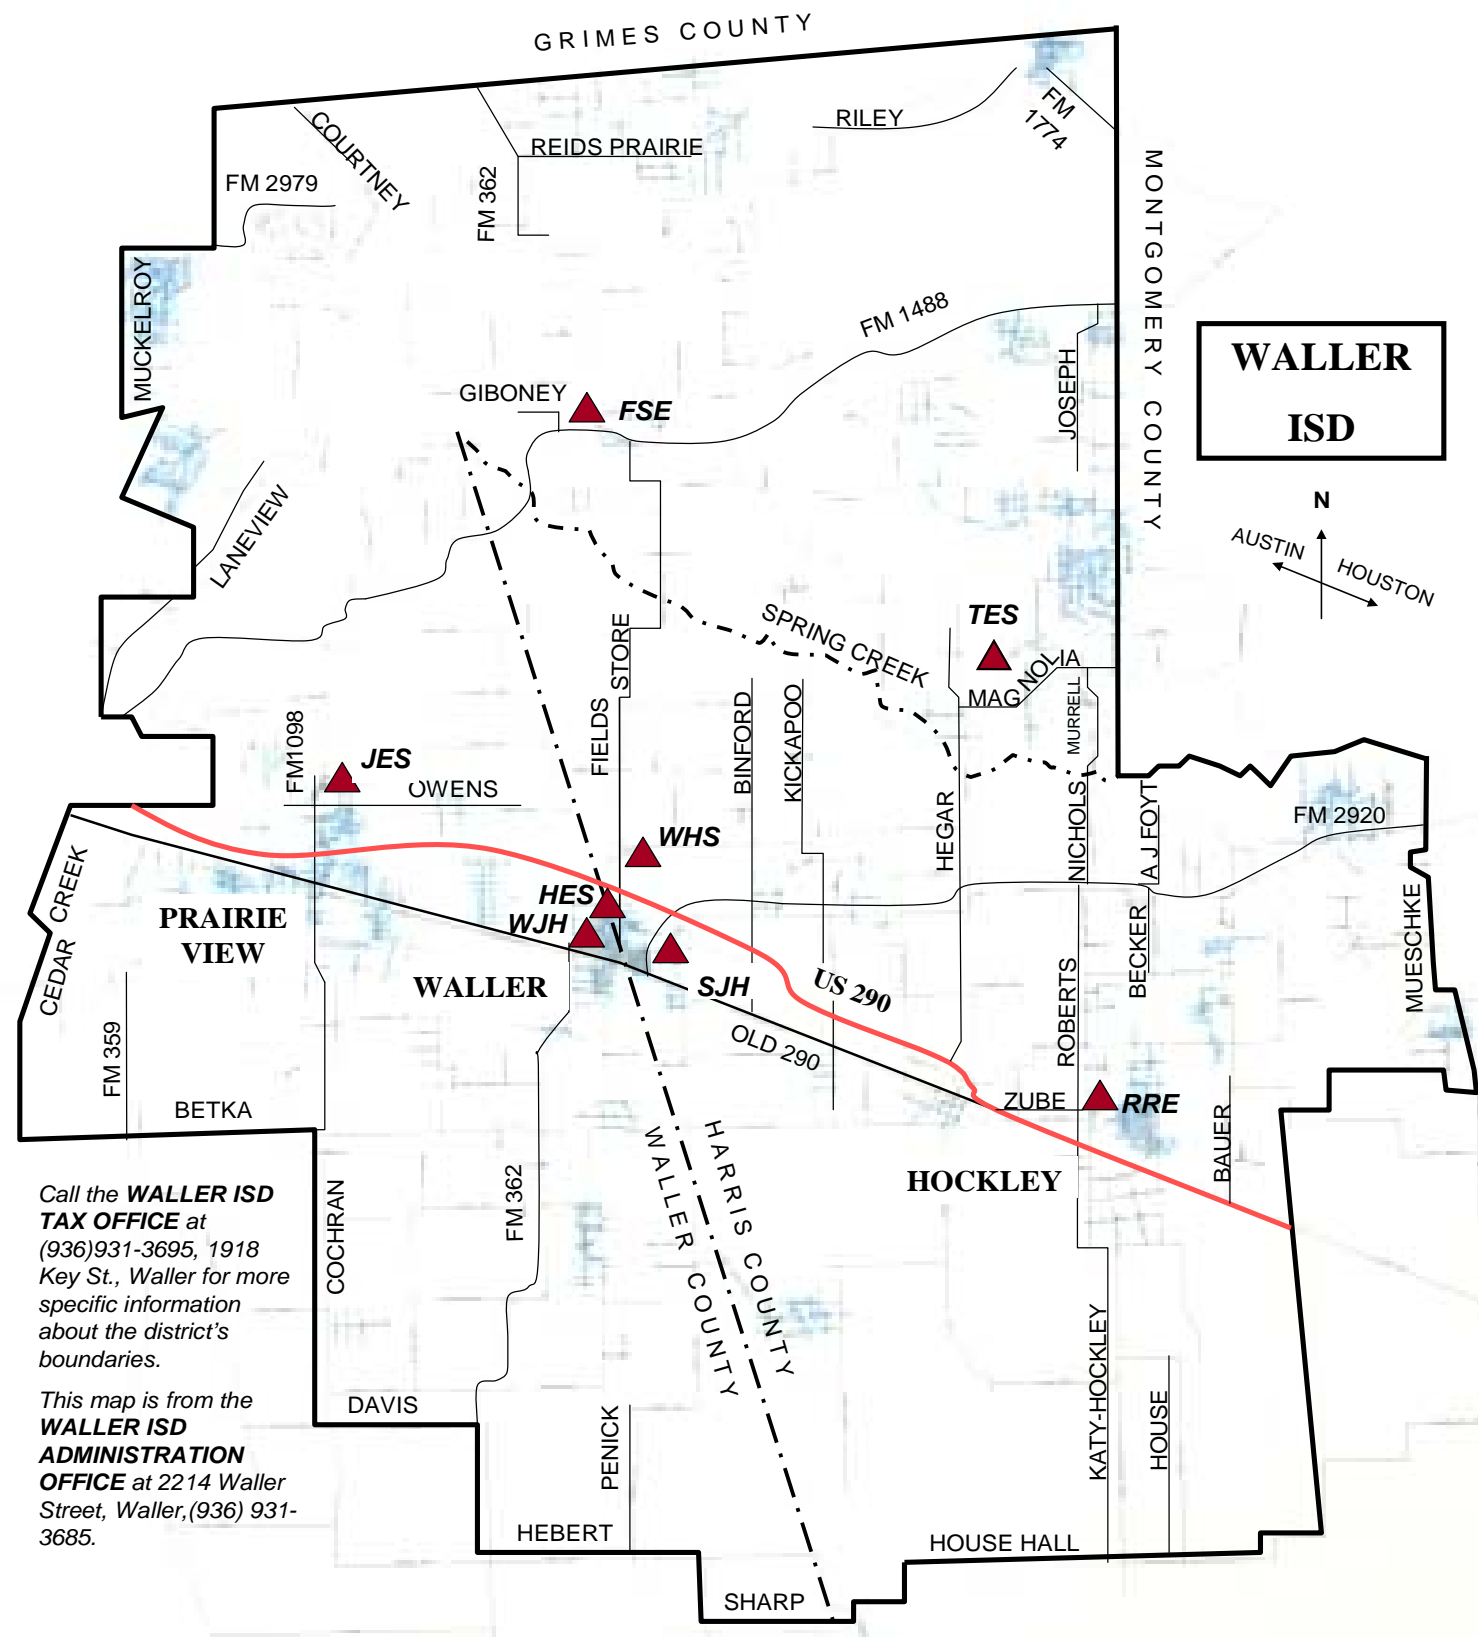 GRIMES COUNTY
COURTNEY
REIDS PRAIRIE
RILEY
FM
1774
FM 2979
FM 362
MONTGOMERY COUNTY
MUCKELROY
FM 1488
WALLER
ISD
JOSEPH
GIBONEY
FSE
N
AUSTIN
HOUSTON
LANEVIEW
SPRING CREEK
TES
MAGNOLIA
FIELDS STORE
MURRELL
BINFORD
KICKAPOO
FM1098
JES
OWENS
HEGAR
NICHOLS
A J FOYT
FM 2920
WHS
HES
WJH
CEDAR CREEK
PRAIRIE
VIEW
WALLER
SJH
US 290
OLD 290
ROBERTS
BECKER
MUESCHKE
FM 359
BETKA
ZUBE
RRE
BAUER
HOCKLEY
HARRIS COUNTY
WALLER COUNTY
FM 362
COCHRAN
Call the WALLER ISD
TAX OFFICE at
(936)931-3695, 1918
Key St., Waller for more
specific information
about the district's
boundaries.
This map is from the
WALLER ISD
ADMINISTRATION
OFFICE at 2214 Waller
Street, Waller,(936) 931-
3685.
DAVIS
PENICK
KATY-HOCKLEY
HOUSE
HEBERT
HOUSE HALL
SHARP